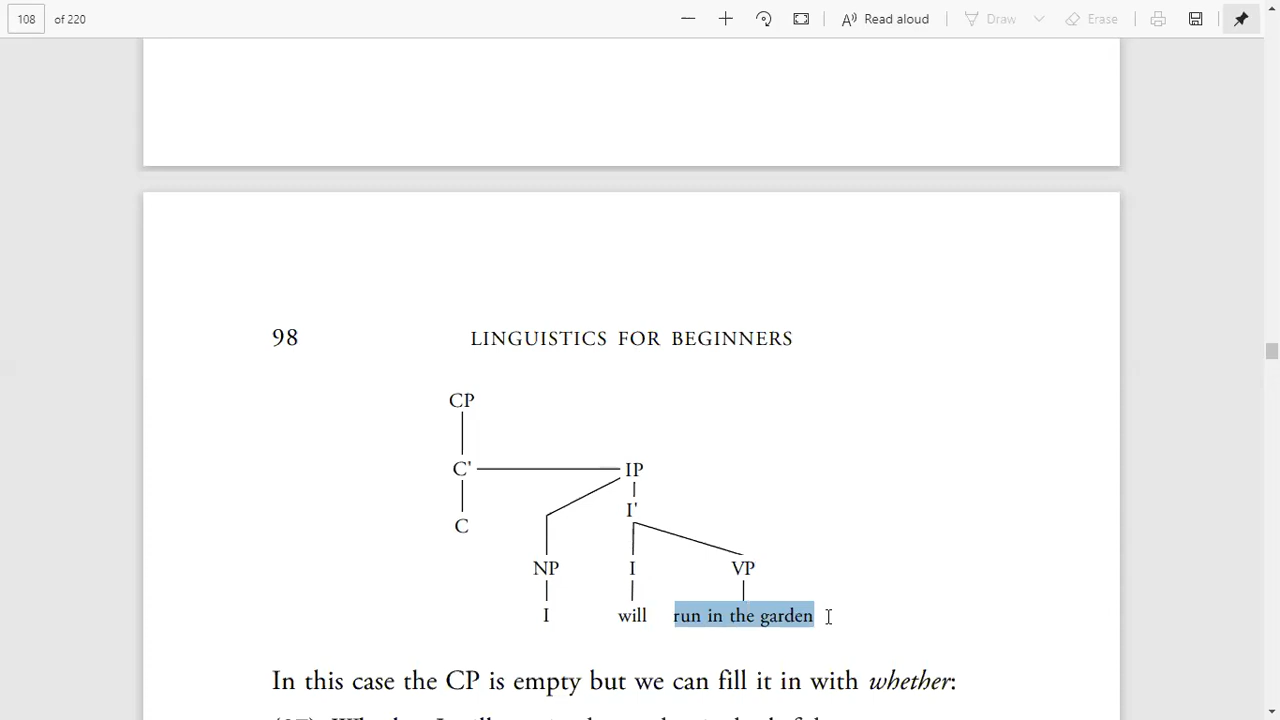 108 of 220 Read aloud Draw Erase
98 LINGUISTICS FOR BEGINNERS
CP
C' IP
I'
C
NP I VP
I will run in the garden
In this case the CP is empty but we can fill it in with whether: